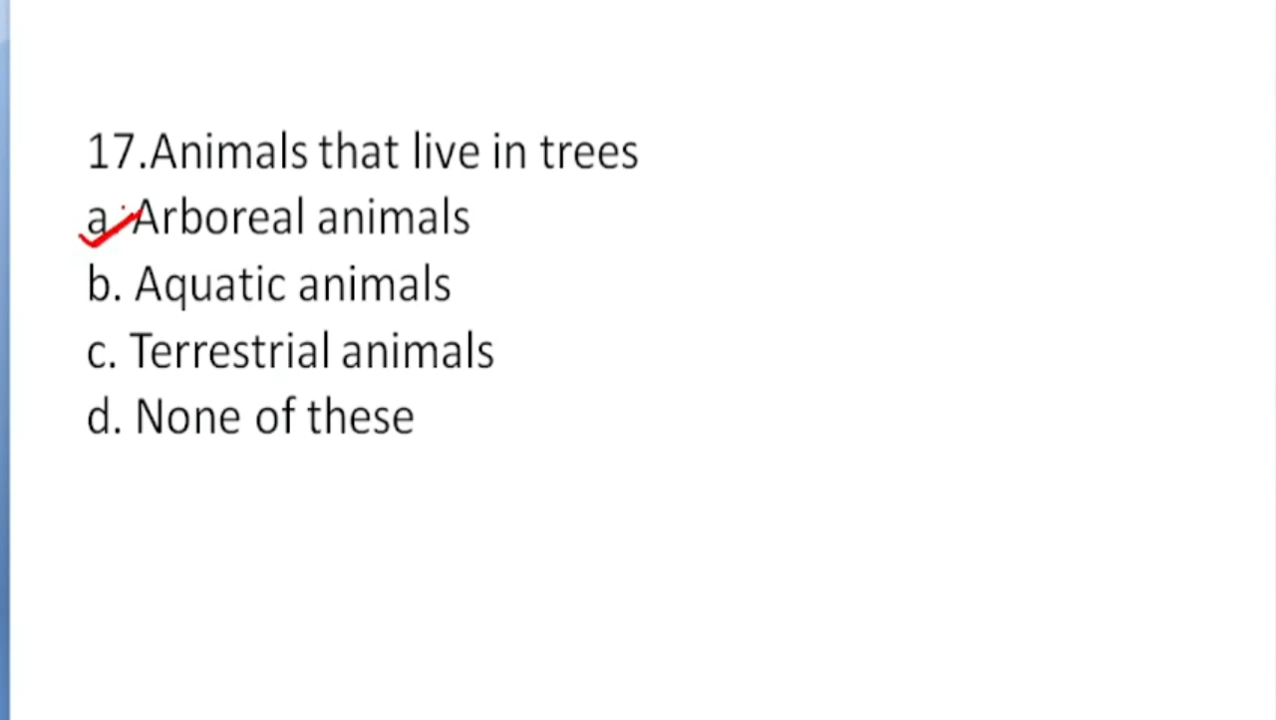 17.Animals that live in trees
a. Arboreal animals
b. Aquatic animals
c. Terrestrial animals
d. None of these